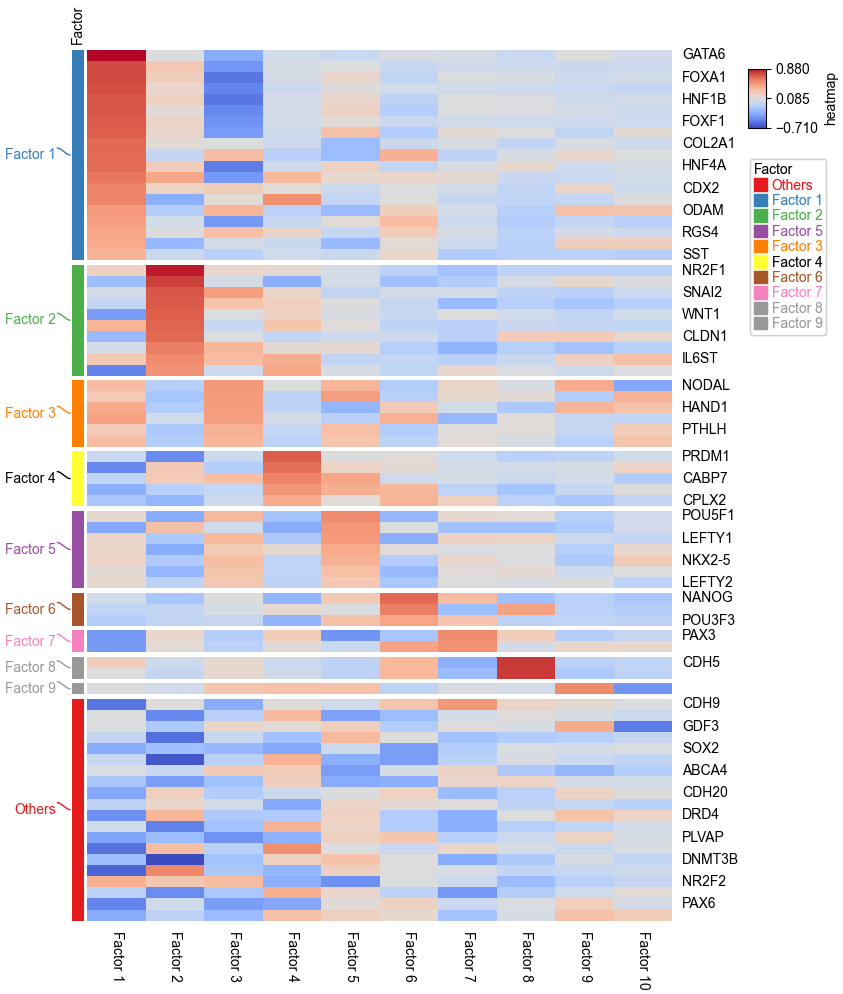 Factor
GATA6
FOXA1
HNF1B
FOXF1
COL2A1
HNF4A
CDX2
ODAM
RGS4
SST
NR2F1
SNAI2
WNT1
CLDN1
IL6ST
NODAL
HAND1
PTHLH
PRDM1
CABP7
CPLX2
POU5F1
LEFTY1
NKX2-5
LEFTY2
NANOG
POU3F3
PAX3
CDH5
CDH9
GDF3
SOX2
ABCA4
CDH20
DRD4
PLVAP
DNMT3B
NR2F2
PAX6
Factor 1
Factor 2
Factor 3
Factor 4
Factor 5
Factor 6
Factor 7
Factor 8
Factor 9
Others
Factor 1
Factor 2
Factor 3
Factor 4
Factor 5
Factor 6
Factor 7
Factor 8
Factor 9
Factor 10
0.880
0.085
−0.710
heatmap
Factor
Others
Factor 1
Factor 2
Factor 5
Factor 3
Factor 4
Factor 6
Factor 7
Factor 8
Factor 9